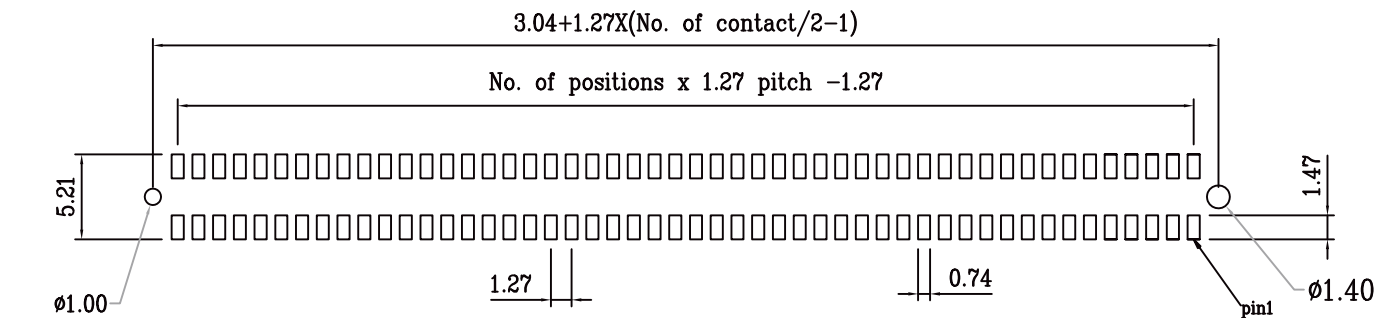 3.04+1.27X(No. of contact/2-1)
No. of positions x 1.27 pitch -1.27
5.21
1.47
1.27
0.74
ø1.00
ø1.40
pin1